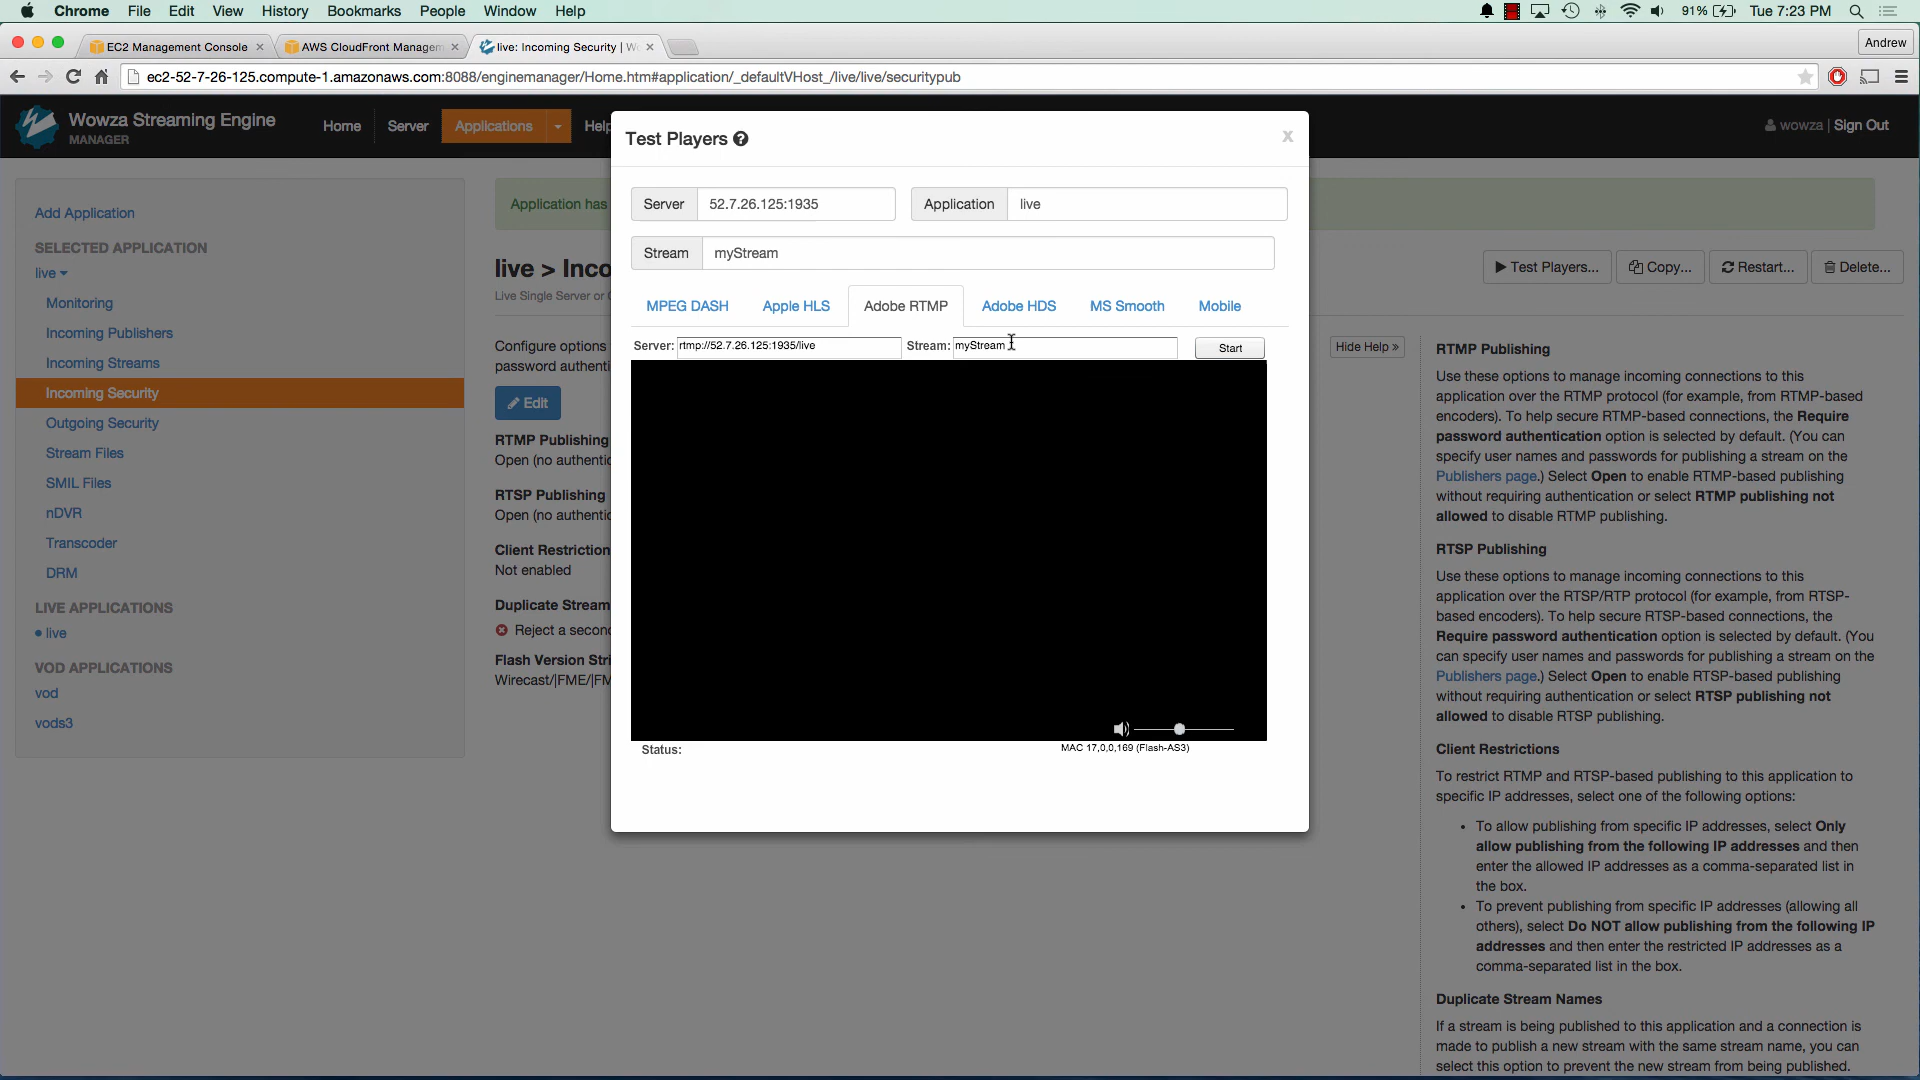 Chrome File Edit View History Bookmarks People Window Help
91% Tue 7:23 PM
EC2 Management Console
AWS CloudFront Managem
live: Incoming Security | W
Andrew
ec2-52-7-26-125.compute-1.amazonaws.com:8088/enginemanager/Home.htm#application/_defaultVHost_/live/live/securitypub
Wowza Streaming Engine
MANAGER
Home Server Applications Help
wowza | Sign Out
Add Application
SELECTED APPLICATION
live
Monitoring
Incoming Publishers
Incoming Streams
Incoming Security
Outgoing Security
Stream Files
SMIL Files
nDVR
Transcoder
DRM
LIVE APPLICATIONS
live
VOD APPLICATIONS
vod
vods3
Application has
live > Inco
Live Single Server or
Configure options
password authenti
Edit
RTMP Publishing
Open (no authentic
RTSP Publishing
Open (no authentic
Client Restriction
Not enabled
Duplicate Stream
Reject a secon
Flash Version Stri
Wirecast/|FME/|FM
Test Players
x
Server 52.7.26.125:1935 Application live
Stream myStream
MPEG DASH Apple HLS Adobe RTMP Adobe HDS MS Smooth Mobile
Server: rtmp://52.7.26.125:1935/live Stream: myStream Start
Status:
MAC 17,0,0,169 (Flash-AS3)
Test Players... Copy... Restart... Delete...
Hide Help »
RTMP Publishing
Use these options to manage incoming connections to this
application over the RTMP protocol (for example, from RTMP-based
encoders). To help secure RTMP-based connections, the Require
password authentication option is selected by default. (You can
specify user names and passwords for publishing a stream on the
Publishers page.) Select Open to enable RTMP-based publishing
without requiring authentication or select RTMP publishing not
allowed to disable RTMP publishing.
RTSP Publishing
Use these options to manage incoming connections to this
application over the RTSP/RTP protocol (for example, from RTSP-
based encoders). To help secure RTSP-based connections, the
Require password authentication option is selected by default. (You
can specify user names and passwords for publishing a stream on the
Publishers page.) Select Open to enable RTSP-based publishing
without requiring authentication or select RTSP publishing not
allowed to disable RTSP publishing.
Client Restrictions
To restrict RTMP and RTSP-based publishing to this application to
specific IP addresses, select one of the following options:
• To allow publishing from specific IP addresses, select Only
allow publishing from the following IP addresses and then
enter the allowed IP addresses as a comma-separated list in
the box.
• To prevent publishing from specific IP addresses (allowing all
others), select Do NOT allow publishing from the following IP
addresses and then enter the restricted IP addresses as a
comma-separated list in the box.
Duplicate Stream Names
If a stream is being published to this application and a connection is
made to publish a new stream with the same stream name, you can
select this option to prevent the new stream from being published.